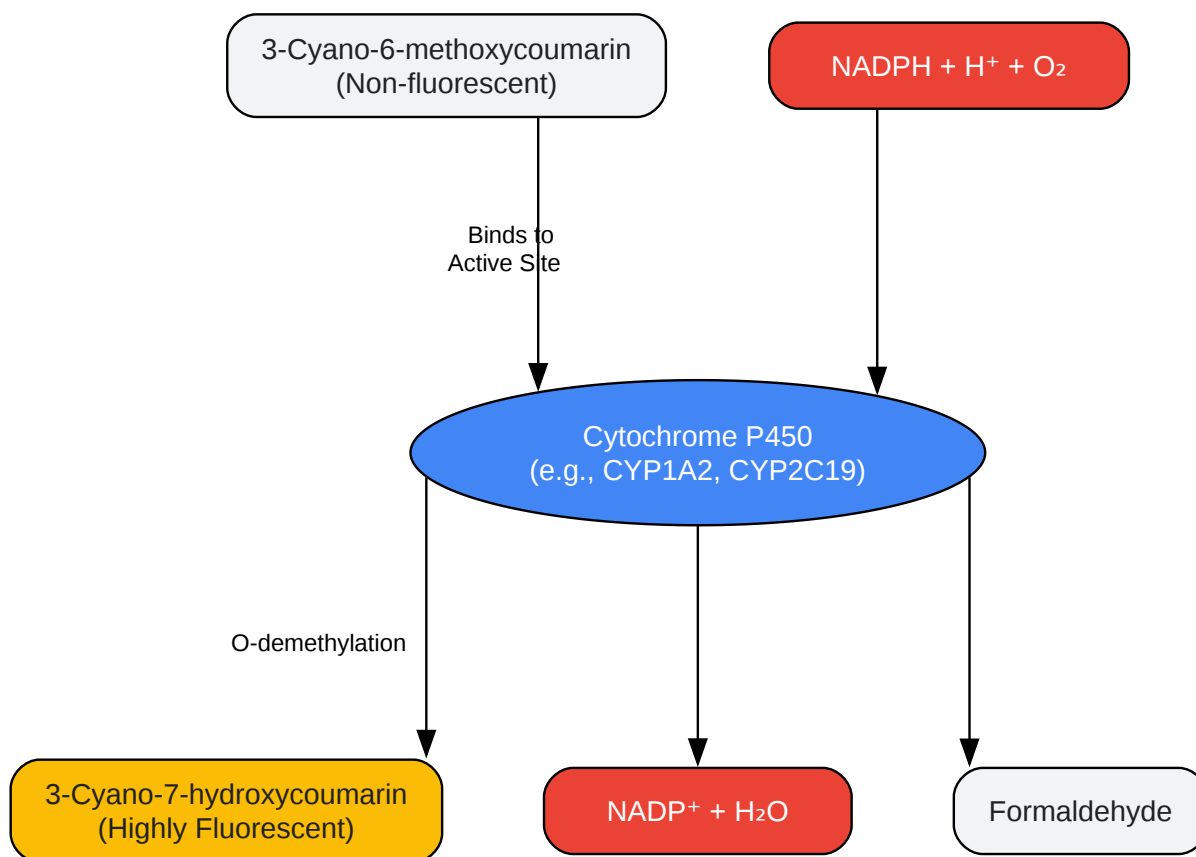 3-Cyano-6-methoxycoumarin
(Non-fluorescent)
NADPH + H⁺ + O₂
Binds to
Active Site
Cytochrome P450
(e.g., CYP1A2, CYP2C19)
O-demethylation
3-Cyano-7-hydroxycoumarin
(Highly Fluorescent)
NADP⁺ + H₂O
Formaldehyde